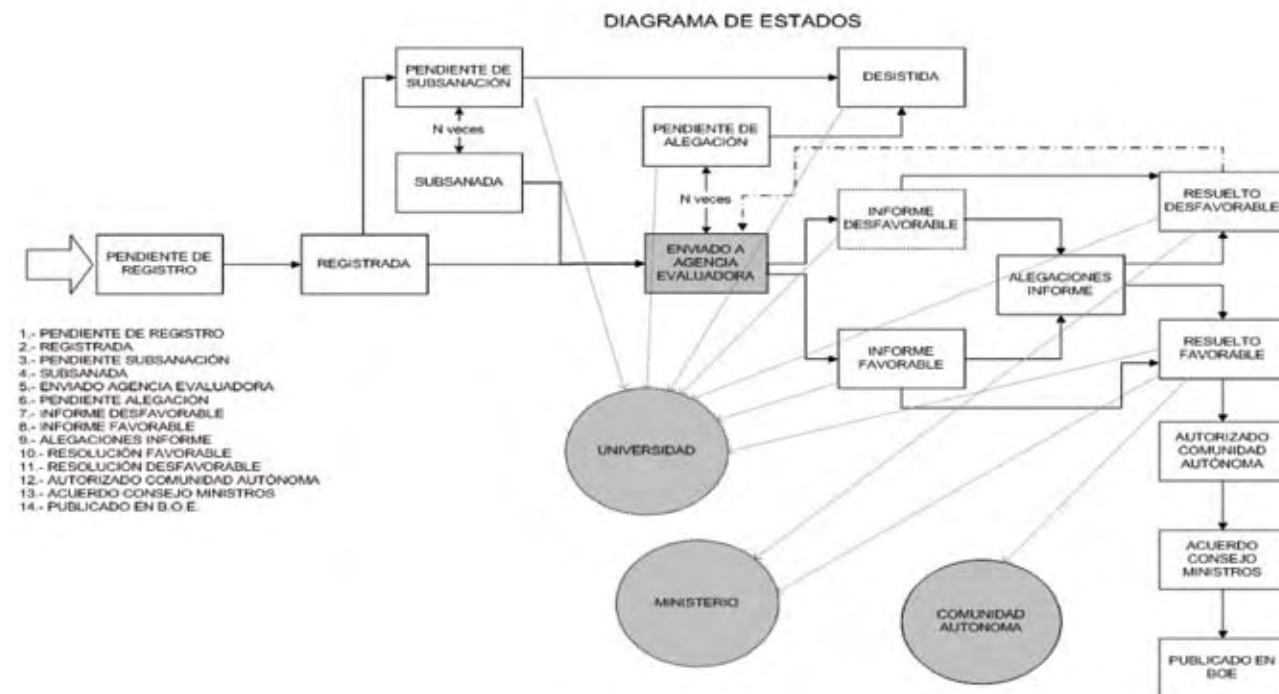 DIAGRAMA DE ESTADOS
PENDIENTE DE
SUBSANACIÓN
DESISTIDA
N veces
PENDIENTE DE
ALEGACIÓN
SUBSANADA
N veces
INFORME
DESFAVORABLE
RESUELTO
DESFAVORABLE
PENDIENTE DE
REGISTRO
REGISTRADA
ENVIADO A
AGENCIA
EVALUADORA
ALEGACIONES
INFORME
INFORME
FAVORABLE
RESUELTO
FAVORABLE
1.- PENDIENTE DE REGISTRO
2.- REGISTRADA
3.- PENDIENTE SUBSANACIÓN
4.- SUBSANADA
5.- ENVIADO AGENCIA EVALUADORA
6.- PENDIENTE ALEGACIÓN
7.- INFORME DESFAVORABLE
8.- INFORME FAVORABLE
9.- ALEGACIONES INFORME
10.- RESOLUCIÓN FAVORABLE
11.- RESOLUCIÓN DESFAVORABLE
12.- AUTORIZADO COMUNIDAD AUTÓNOMA
13.- ACUERDO CONSEJO MINISTROS
14.- PUBLICADO EN B.O.E.
UNIVERSIDAD
AUTORIZADO
COMUNIDAD
AUTÓNOMA
ACUERDO
CONSEJO
MINISTROS
MINISTERIO
COMUNIDAD
AUTONOMA
PUBLICADO EN
BOE